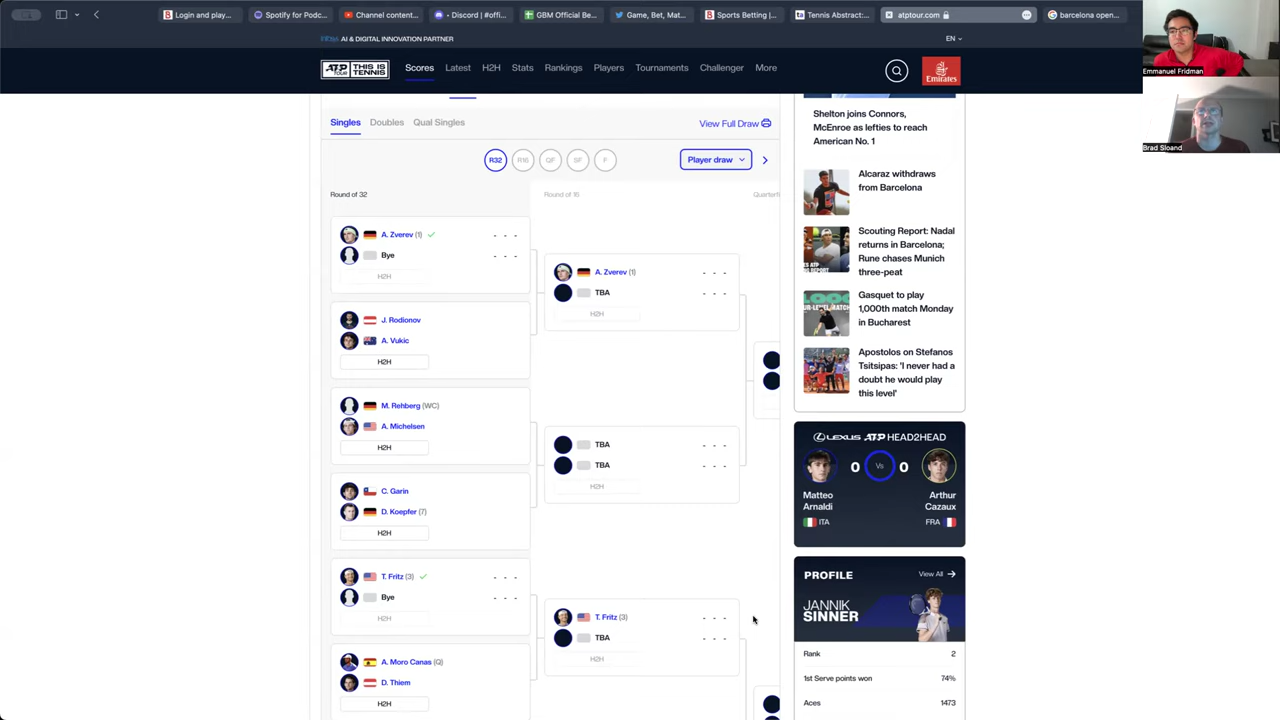 Login and play...
Spotify for Podc...
Channel content...
• Discord | #offi...
GBM Official Be...
Game, Bet, Mat...
Sports Betting |...
Tennis Abstract:...
atptour.com
barcelona open...
Emmanuel Fridman
Brad Sloand
Infosys AI & DIGITAL INNOVATION PARTNER
EN
ATP TOUR THIS IS TENNIS
Scores
Latest
H2H
Stats
Rankings
Players
Tournaments
Challenger
More
Emirates
Singles
Doubles
Qual Singles
View Full Draw
R32
R16
QF
SF
F
Player draw
Round of 32
Round of 16
Quarterfi
A. Zverev (1) - - -
Bye - - -
H2H
J. Rodionov
A. Vukic
H2H
M. Rehberg (WC)
A. Michelsen
H2H
C. Garin
D. Koepfer (7)
H2H
T. Fritz (3) - - -
Bye - - -
H2H
A. Moro Canas (Q)
D. Thiem
H2H
A. Zverev (1) - - -
TBA - - -
H2H
TBA - - -
TBA - - -
H2H
T. Fritz (3) - - -
TBA - - -
H2H
Shelton joins Connors,
McEnroe as lefties to reach
American No. 1
Alcaraz withdraws
from Barcelona
Scouting Report: Nadal
returns in Barcelona;
Rune chases Munich
three-peat
Gasquet to play
1,000th match Monday
in Bucharest
Apostolos on Stefanos
Tsitsipas: 'I never had a
doubt he would play
this level'
LEXUS ATP HEAD2HEAD
0 Vs 0
Matteo
Arnaldi
ITA
Arthur
Cazaux
FRA
PROFILE
View All
JANNIK
SINNER
Rank 2
1st Serve points won 74%
Aces 1473